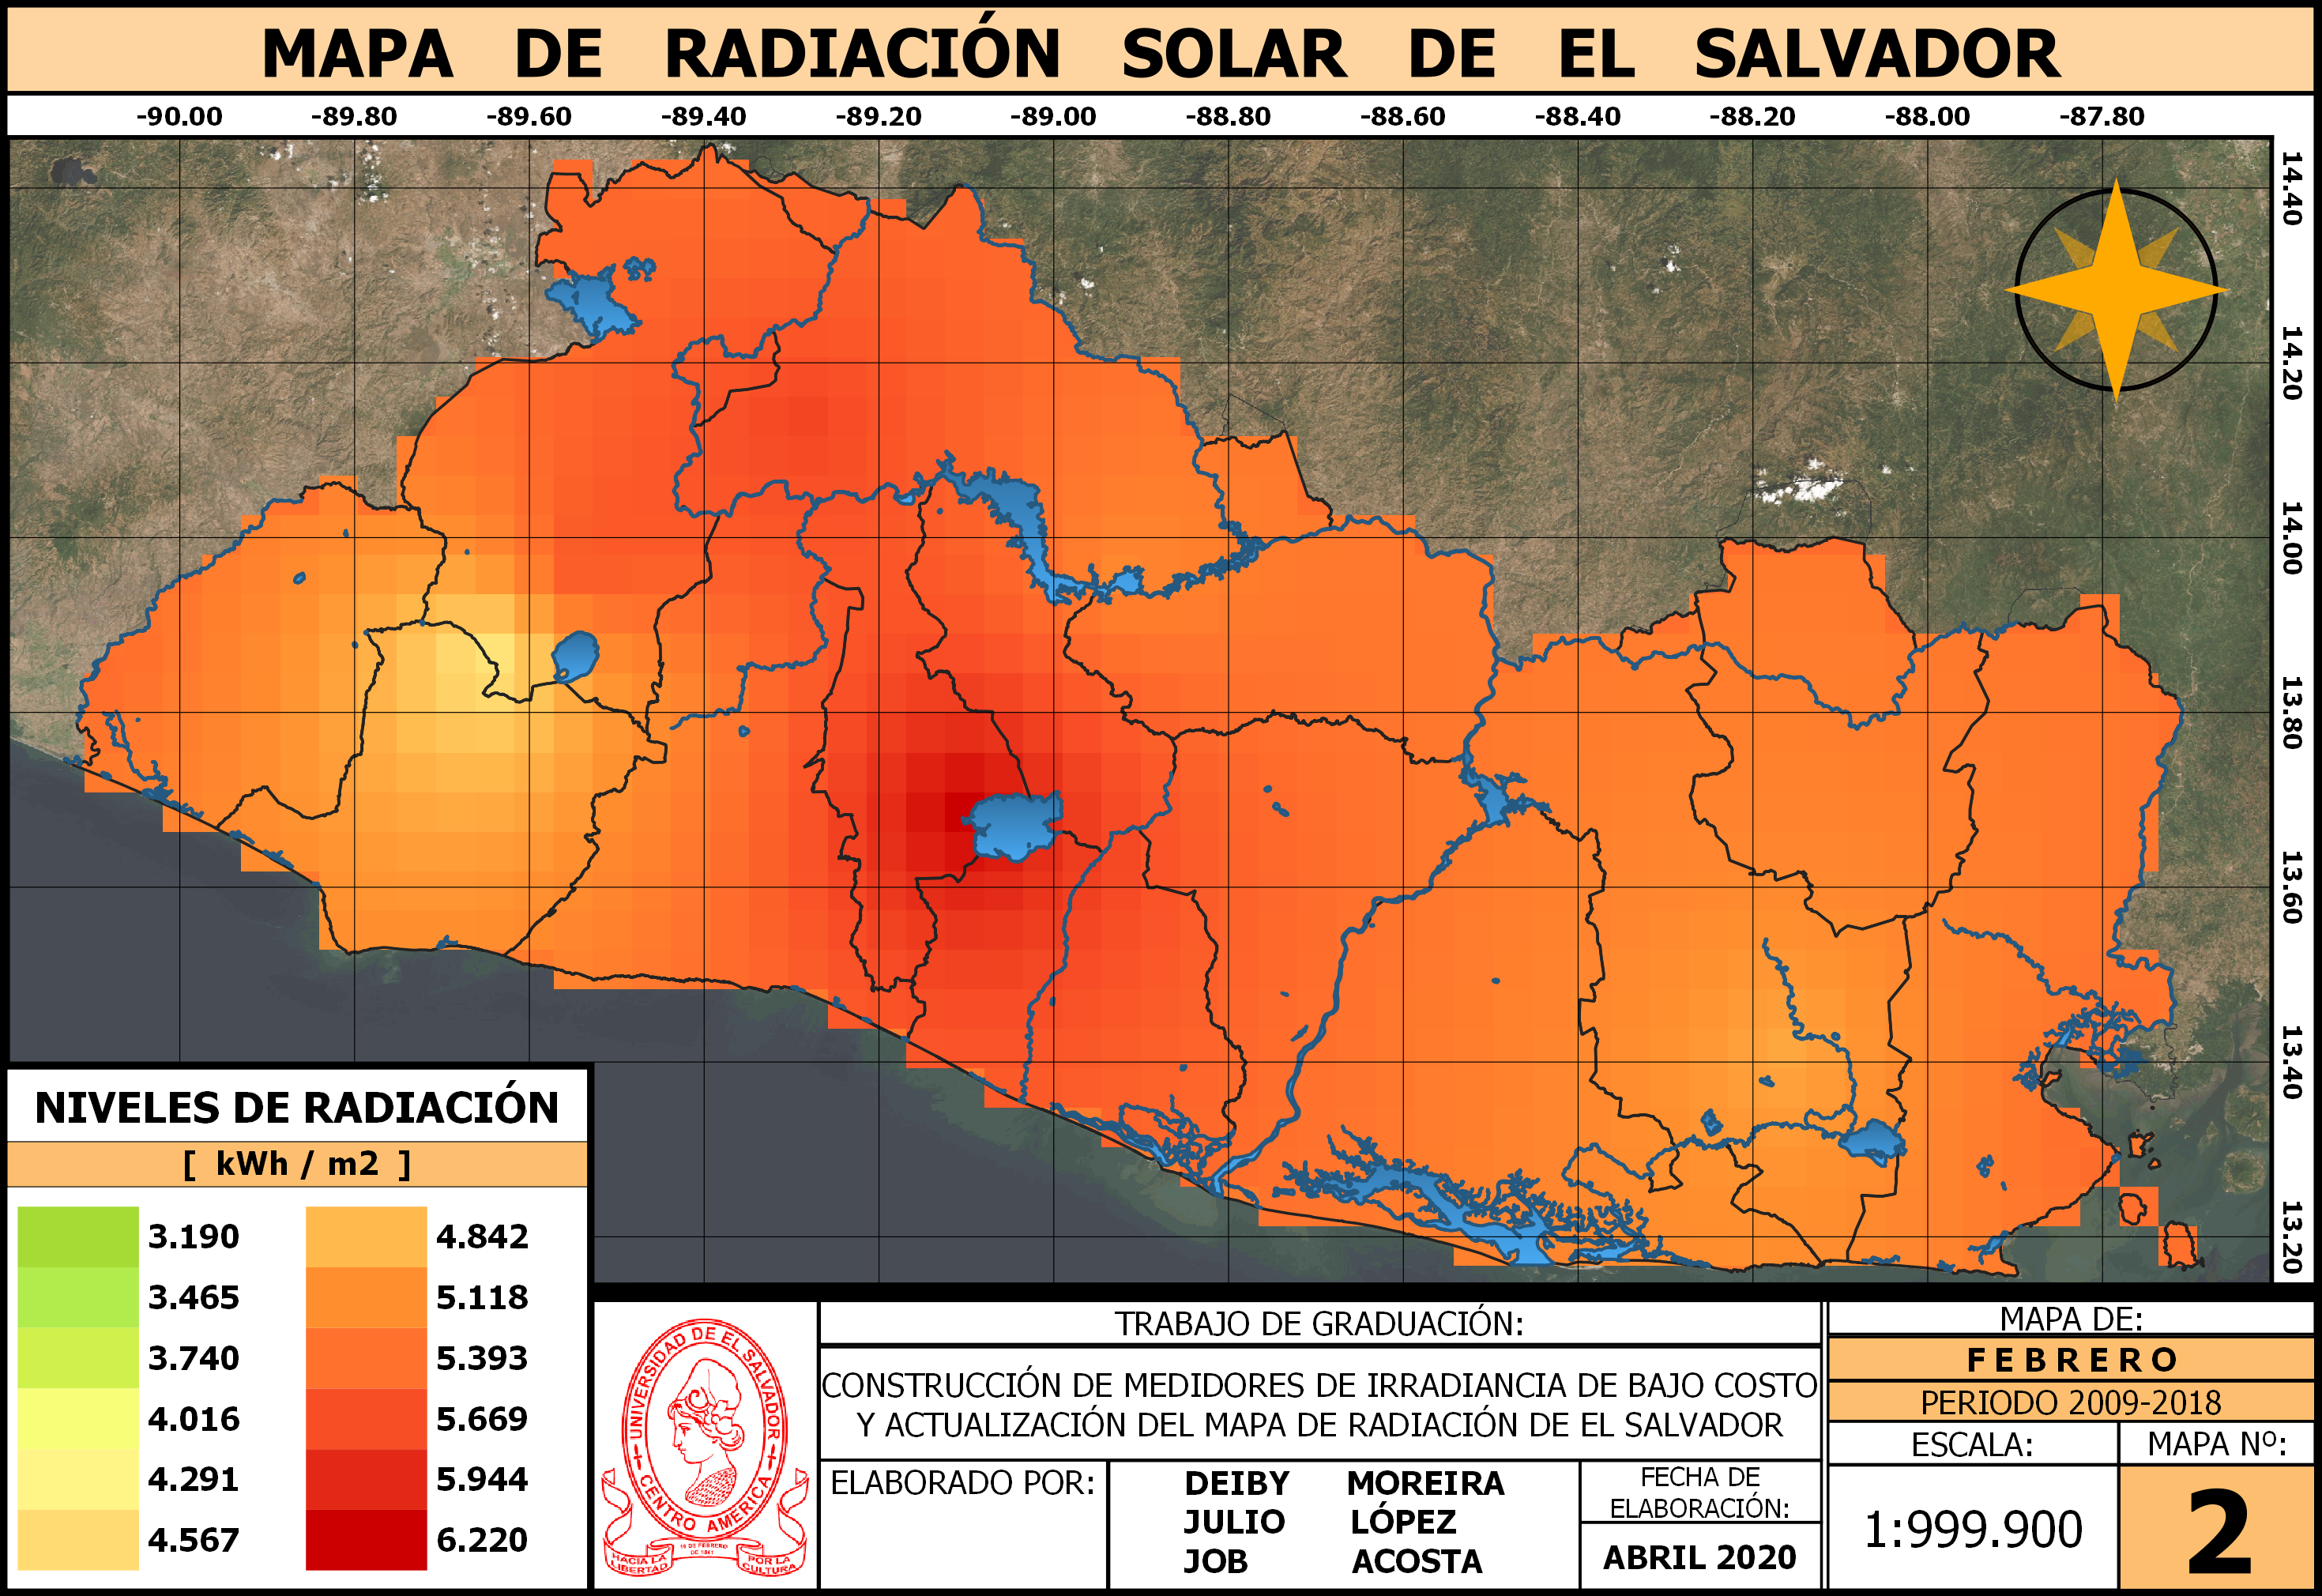 MAPA DE RADIACIÓN SOLAR DE EL SALVADOR
-90.00 -89.80 -89.60 -89.40 -89.20 -89.00 -88.80 -88.60 -88.40 -88.20 -88.00 -87.80
14.40
14.20
14.00
13.80
13.60
13.40
13.20
NIVELES DE RADIACIÓN
[ kWh / m2 ]
3.190 4.842
3.465 5.118
3.740 5.393
4.016 5.669
4.291 5.944
4.567 6.220
UNIVERSIDAD DE EL SALVADOR
CENTRO AMERICA
HACIA LA LIBERTAD
16 DE FEBRERO
DE 1841
POR LA CULTURA
TRABAJO DE GRADUACIÓN:
CONSTRUCCIÓN DE MEDIDORES DE IRRADIANCIA DE BAJO COSTO
Y ACTUALIZACIÓN DEL MAPA DE RADIACIÓN DE EL SALVADOR
ELABORADO POR:
DEIBY MOREIRA
JULIO LÓPEZ
JOB ACOSTA
FECHA DE
ELABORACIÓN:
ABRIL 2020
MAPA DE:
FEBRERO
PERIODO 2009-2018
ESCALA:
1:999.900
MAPA Nº:
2